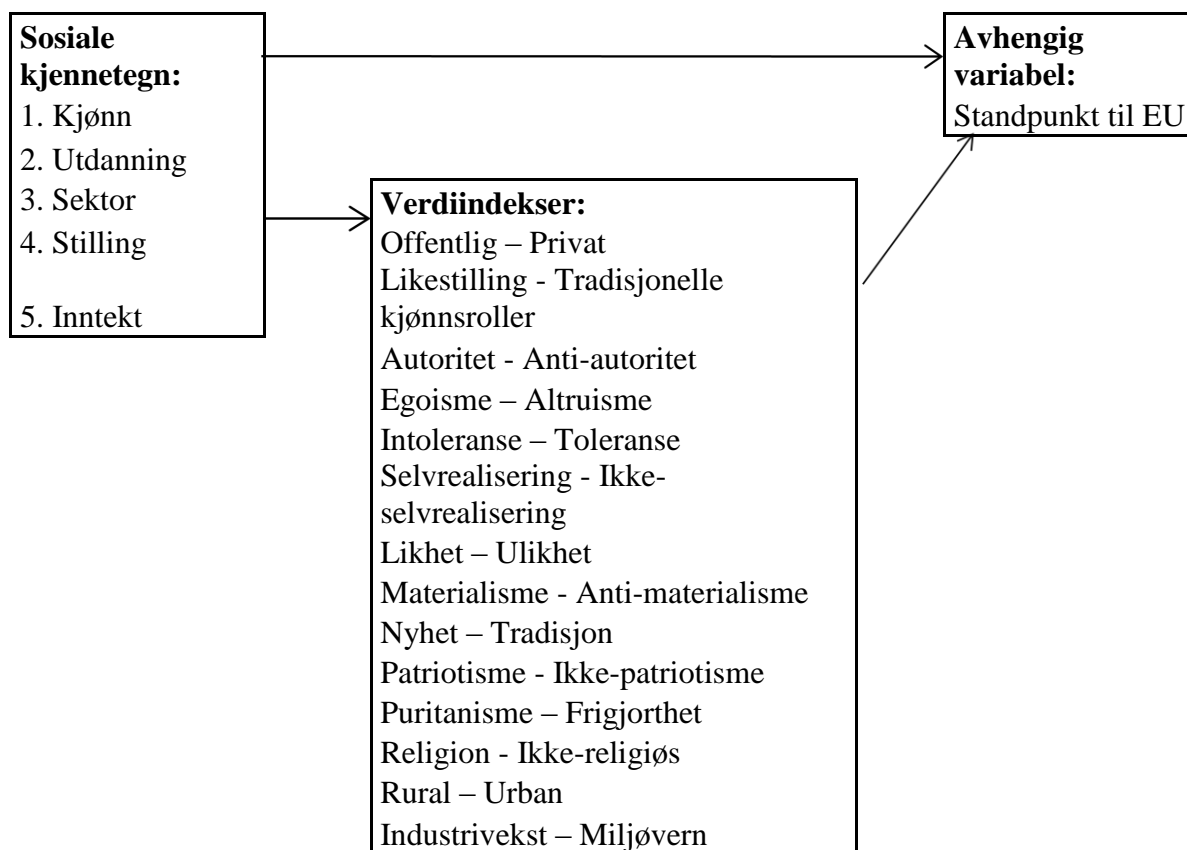 Sosiale
kjennetegn:
1. Kjønn
2. Utdanning
3. Sektor
4. Stilling
5. Inntekt
Avhengig
variabel:
Standpunkt til EU
Verdiindekser:
Offentlig – Privat
Likestilling - Tradisjonelle
kjønnsroller
Autoritet - Anti-autoritet
Egoisme – Altruisme
Intoleranse – Toleranse
Selvrealisering - Ikke-
selvrealisering
Likhet – Ulikhet
Materialisme - Anti-materialisme
Nyhet – Tradisjon
Patriotisme - Ikke-patriotisme
Puritanisme – Frigjorthet
Religion - Ikke-religiøs
Rural – Urban
Industrivekst – Miljøvern